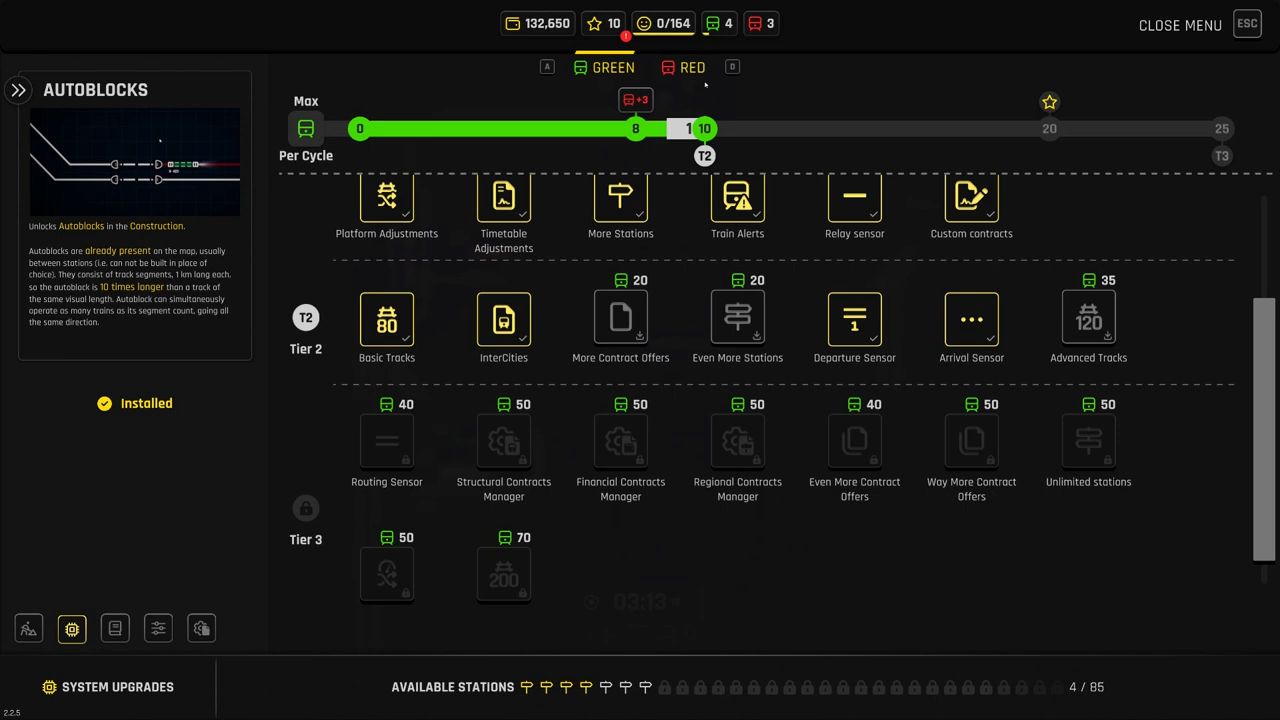 132,650
10
0/164
4
3
CLOSE MENU
ESC
!
A
GREEN
RED
D
AUTOBLOCKS
Max
Per Cycle
+3
0
8
1
10
20
25
T2
T3
Unlocks Autoblocks in the Construction.
Autoblocks are already present on the map, usually
between stations (i.e. can not be built in place of
choice). They consist of track segments, 1 km long each,
so the autoblock is 10 times longer than a track of
the same visual length. Autoblock can simultaneously
operate as many trains as its segment count, going all
the same direction.
Installed
Platform Adjustments
Timetable
Adjustments
More Stations
Train Alerts
Relay sensor
Custom contracts
T2
Tier 2
20
20
35
80
1
120
Basic Tracks
InterCities
More Contract Offers
Even More Stations
Departure Sensor
Arrival Sensor
Advanced Tracks
40
50
50
50
40
50
50
Routing Sensor
Structural Contracts
Manager
Financial Contracts
Manager
Regional Contracts
Manager
Even More Contract
Offers
Way More Contract
Offers
Unlimited stations
Tier 3
50
70
200
03:13
SYSTEM UPGRADES
AVAILABLE STATIONS
4 / 85
2.2.5